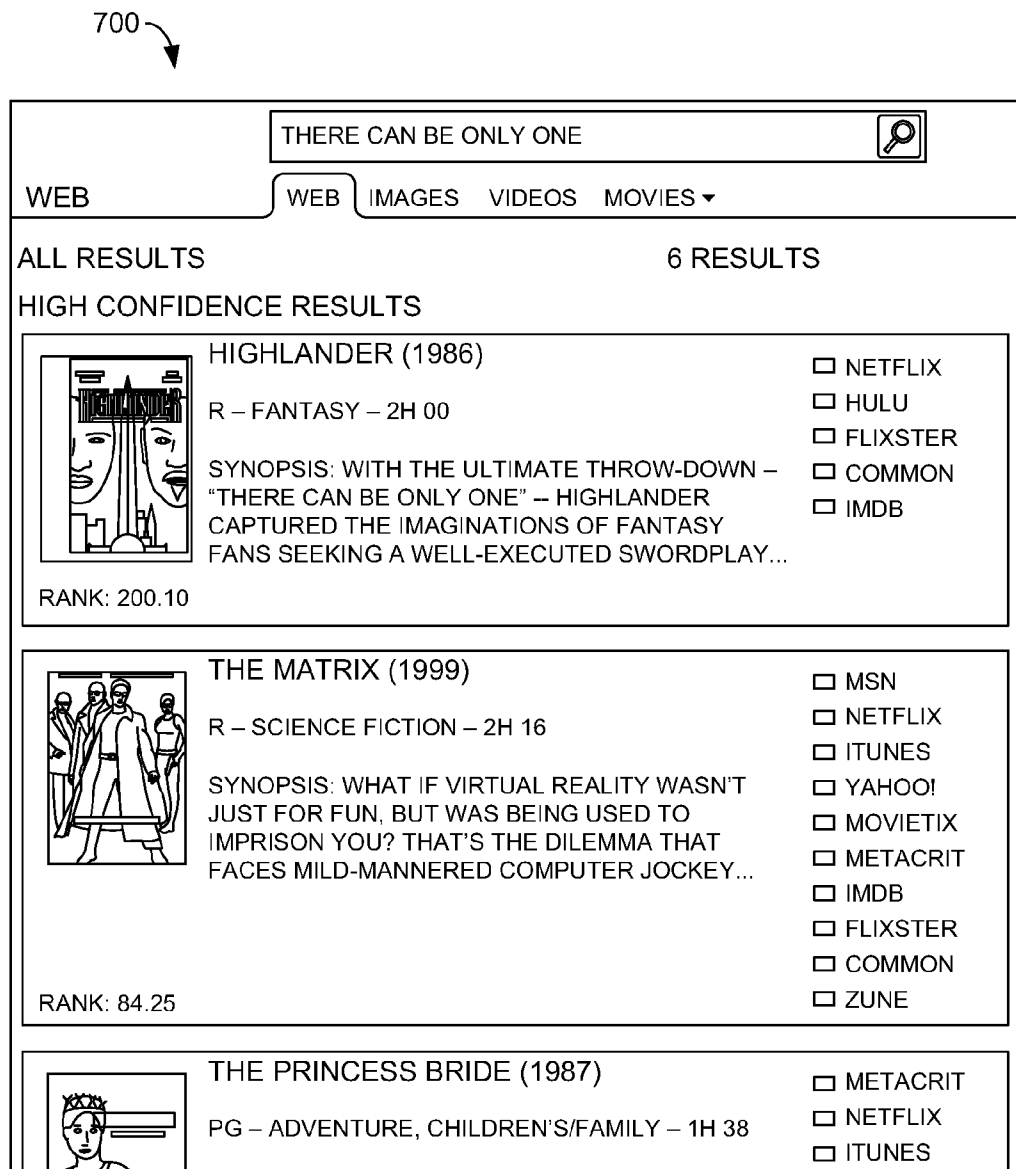 700
THERE CAN BE ONLY ONE
WEB
WEB IMAGES VIDEOS MOVIES
ALL RESULTS
6 RESULTS
HIGH CONFIDENCE RESULTS
HIGHLANDER
HIGHLANDER (1986)
R – FANTASY – 2H 00
SYNOPSIS: WITH THE ULTIMATE THROW-DOWN –
“THERE CAN BE ONLY ONE” -- HIGHLANDER
CAPTURED THE IMAGINATIONS OF FANTASY
FANS SEEKING A WELL-EXECUTED SWORDPLAY...
RANK: 200.10
NETFLIX
HULU
FLIXSTER
COMMON
IMDB
THE MATRIX (1999)
R – SCIENCE FICTION – 2H 16
SYNOPSIS: WHAT IF VIRTUAL REALITY WASN’T
JUST FOR FUN, BUT WAS BEING USED TO
IMPRISON YOU? THAT’S THE DILEMMA THAT
FACES MILD-MANNERED COMPUTER JOCKEY...
RANK: 84.25
MSN
NETFLIX
ITUNES
YAHOO!
MOVIETIX
METACRIT
IMDB
FLIXSTER
COMMON
ZUNE
THE PRINCESS BRIDE (1987)
PG – ADVENTURE, CHILDREN’S/FAMILY – 1H 38
METACRIT
NETFLIX
ITUNES